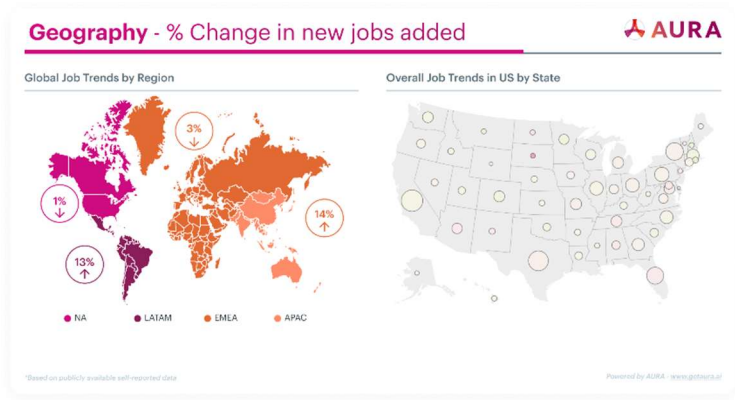 Geography - % Change in new jobs added
AURA
Global Job Trends by Region
Overall Job Trends in US by State
3%
1%
14%
13%
NA
LATAM
EMEA
APAC
*Based on publicly available self-reported data
Powered by AURA - www.getaura.ai